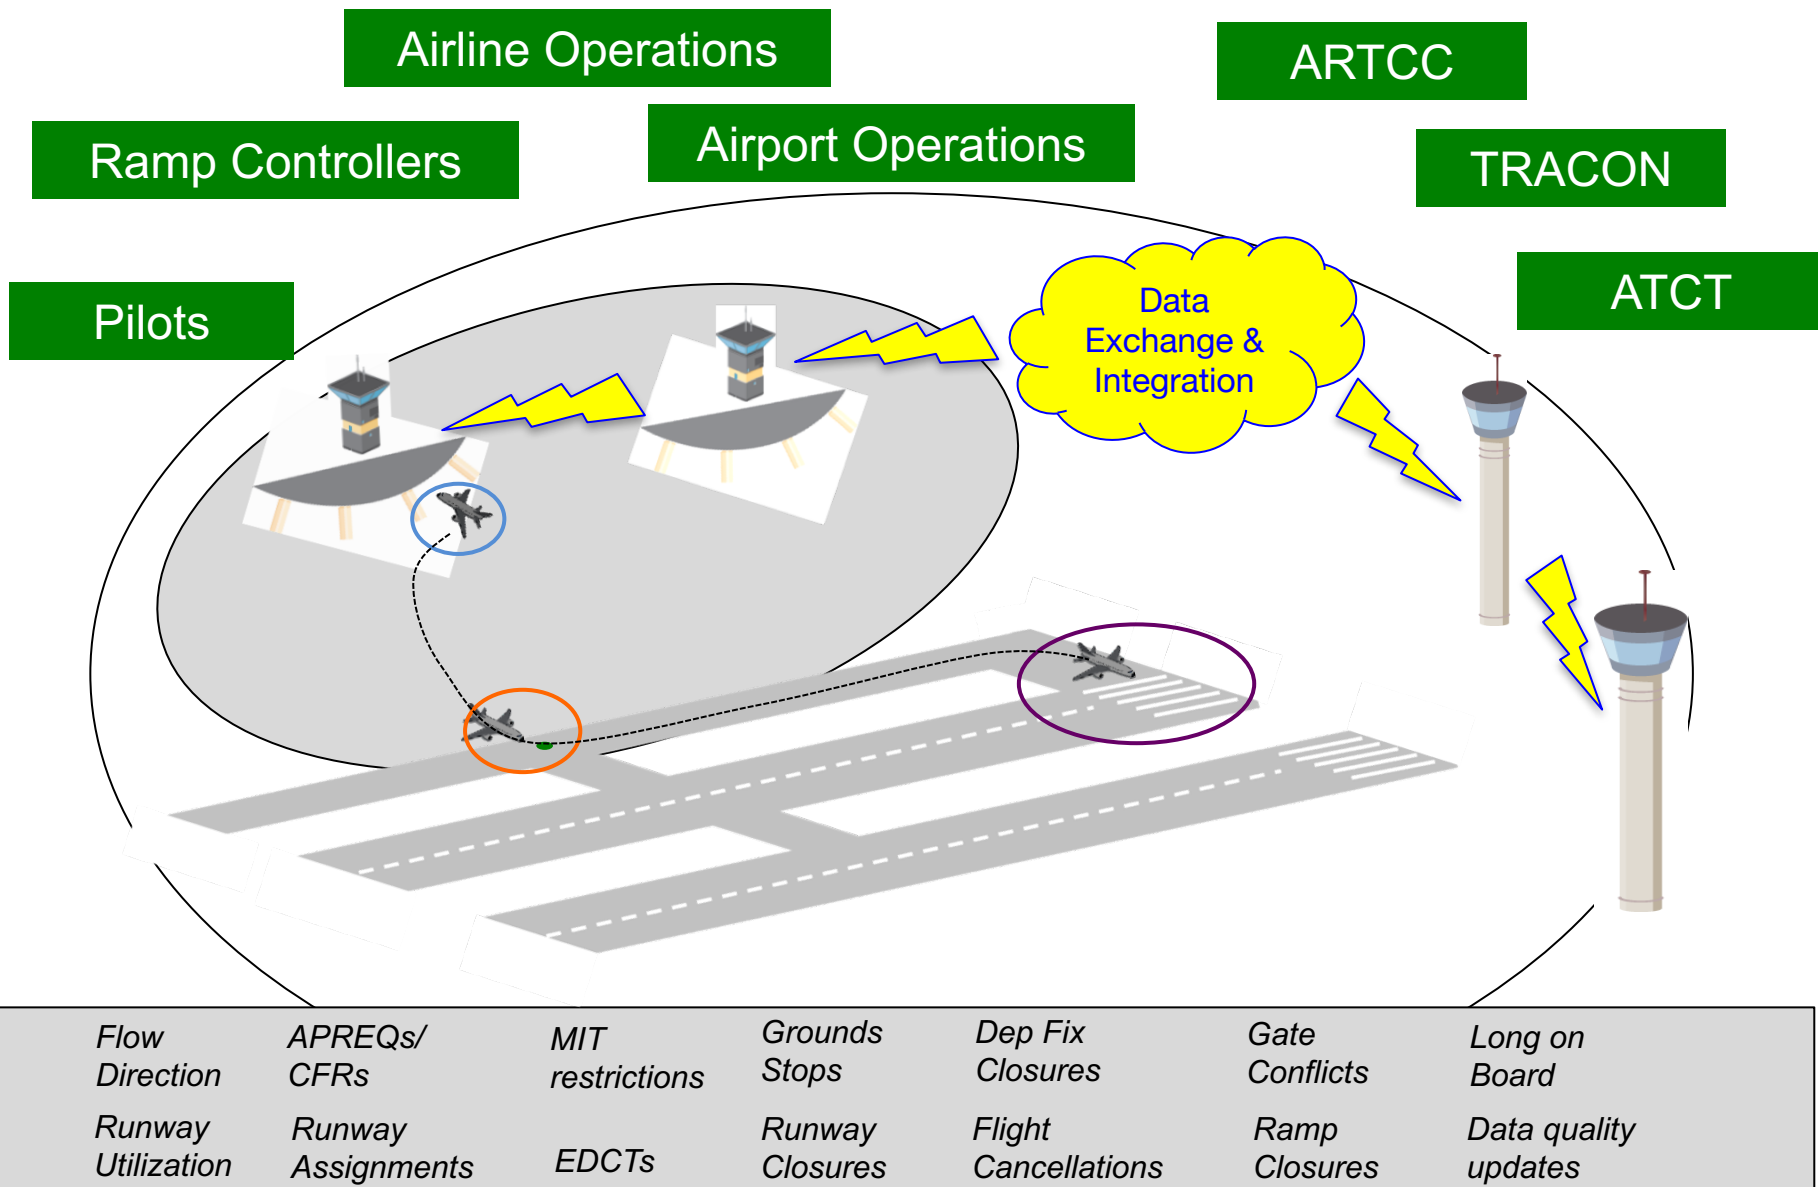 Airline Operations
ARTCC
Ramp Controllers
Airport Operations
TRACON
Pilots
ATCT
Data
Exchange &
Integration
Flow
Direction
APREQs/
CFRs
MIT
restrictions
Grounds
Stops
Dep Fix
Closures
Gate
Conflicts
Long on
Board
Runway
Utilization
Runway
Assignments
EDCTs
Runway
Closures
Flight
Cancellations
Ramp
Closures
Data quality
updates